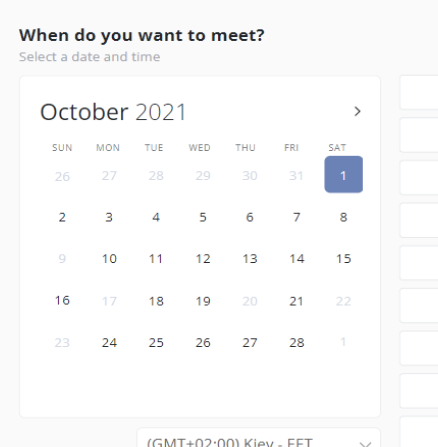 When do you want to meet?
Select a date and time
October 2021
SUN MON TUE WED THU FRI SAT
26 27 28 29 30 31 1
2 3 4 5 6 7 8
9 10 11 12 13 14 15
16 17 18 19 20 21 22
23 24 25 26 27 28 1
(GMT+02:00) Kiev - EET